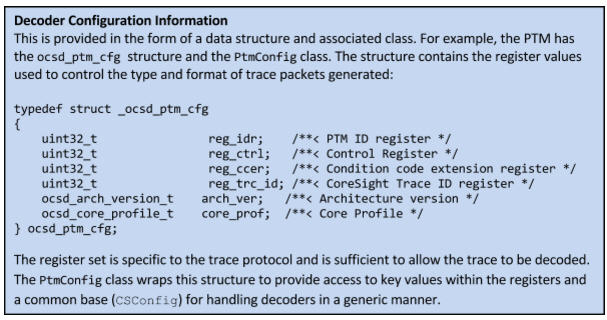 Decoder Configuration Information
This is provided in the form of a data structure and associated class. For example, the PTM has
the ocsd_ptm_cfg structure and the PtmConfig class. The structure contains the register values
used to control the type and format of trace packets generated:
typedef struct _ocsd_ptm_cfg
{
    uint32_t                reg_idr;    /**< PTM ID register */
    uint32_t                reg_ctrl;   /**< Control Register */
    uint32_t                reg_ccer;   /**< Condition code extension register */
    uint32_t                reg_trc_id; /**< CoreSight Trace ID register */
    ocsd_arch_version_t    arch_ver;   /**< Architecture version */
    ocsd_core_profile_t    core_prof;  /**< Core Profile */
} ocsd_ptm_cfg;
The register set is specific to the trace protocol and is sufficient to allow the trace to be decoded.
The PtmConfig class wraps this structure to provide access to key values within the registers and
a common base (CSConfig) for handling decoders in a generic manner.